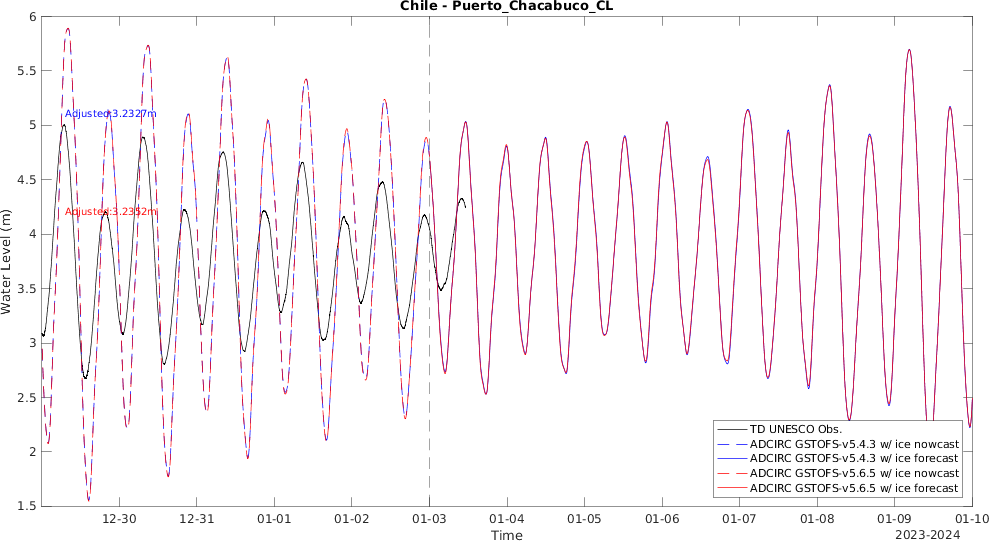 Chile - Puerto_Chacabuco_CL
6
5.5
5
4.5
4
3.5
3
2.5
2
1.5
Water Level (m)
Adjusted:3.2327m
Adjusted:3.2352m
TD UNESCO Obs.
ADCIRC GSTOFS-v5.4.3 w/ ice nowcast
ADCIRC GSTOFS-v5.4.3 w/ ice forecast
ADCIRC GSTOFS-v5.6.5 w/ ice nowcast
ADCIRC GSTOFS-v5.6.5 w/ ice forecast
12-30 12-31 01-01 01-02 01-03 01-04 01-05 01-06 01-07 01-08 01-09 01-10
Time
2023-2024